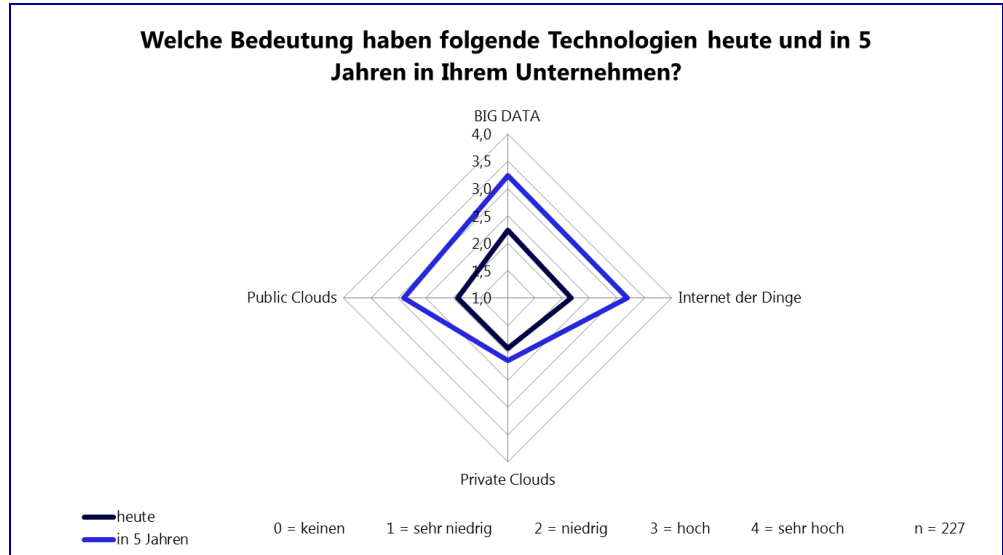 Welche Bedeutung haben folgende Technologien heute und in 5
Jahren in Ihrem Unternehmen?
BIG DATA
4,0
3,5
3,0
2,5
2,0
1,5
1,0
Public Clouds
Internet der Dinge
Private Clouds
heute
in 5 Jahren
0 = keinen 1 = sehr niedrig 2 = niedrig 3 = hoch 4 = sehr hoch n = 227